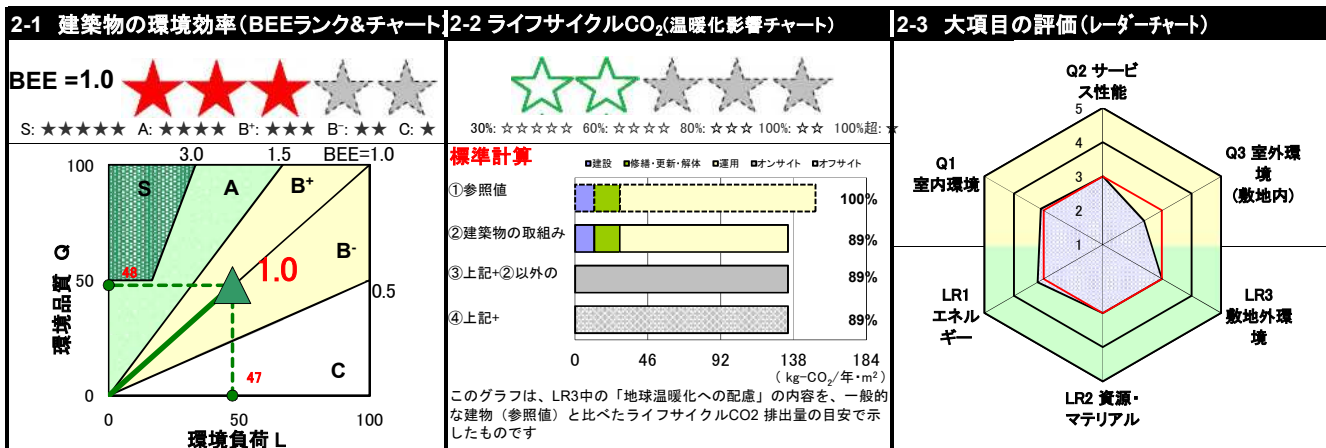 2-1 建築物の環境効率(BEEランク&チャート)
BEE =1.0
S: ★★★★★ A: ★★★★ B+: ★★★ B-: ★★ C: ★
3.0 1.5 BEE=1.0
100
S
A
B+
B-
C
0.5
50
48
1.0
47
環境品質 Q
0
0 50 100
環境負荷 L
2-2 ライフサイクルCO2(温暖化影響チャート)
30%: ☆☆☆☆☆ 60%: ☆☆☆☆ 80%: ☆☆☆ 100%: ☆☆ 100%超: ☆
標準計算
■建設 ■修繕・更新・解体 ■運用 ■オンサイト ■オフサイト
①参照値 100%
②建築物の取組み 89%
③上記+②以外の 89%
④上記+ 89%
0 46 92 138 184
( kg-CO2/年・m2 )
このグラフは、LR3中の「地球温暖化への配慮」の内容を、一般的
な建物(参照値)と比べたライフサイクルCO2 排出量の目安で示
したものです
2-3 大項目の評価(レーダーチャート)
Q2 サービ
ス性能
Q1
室内環境
Q3 室外環
境
(敷地内)
5
4
3
2
1
LR1
エネル
ギー
LR3
敷地外環
境
LR2 資源・
マテリアル